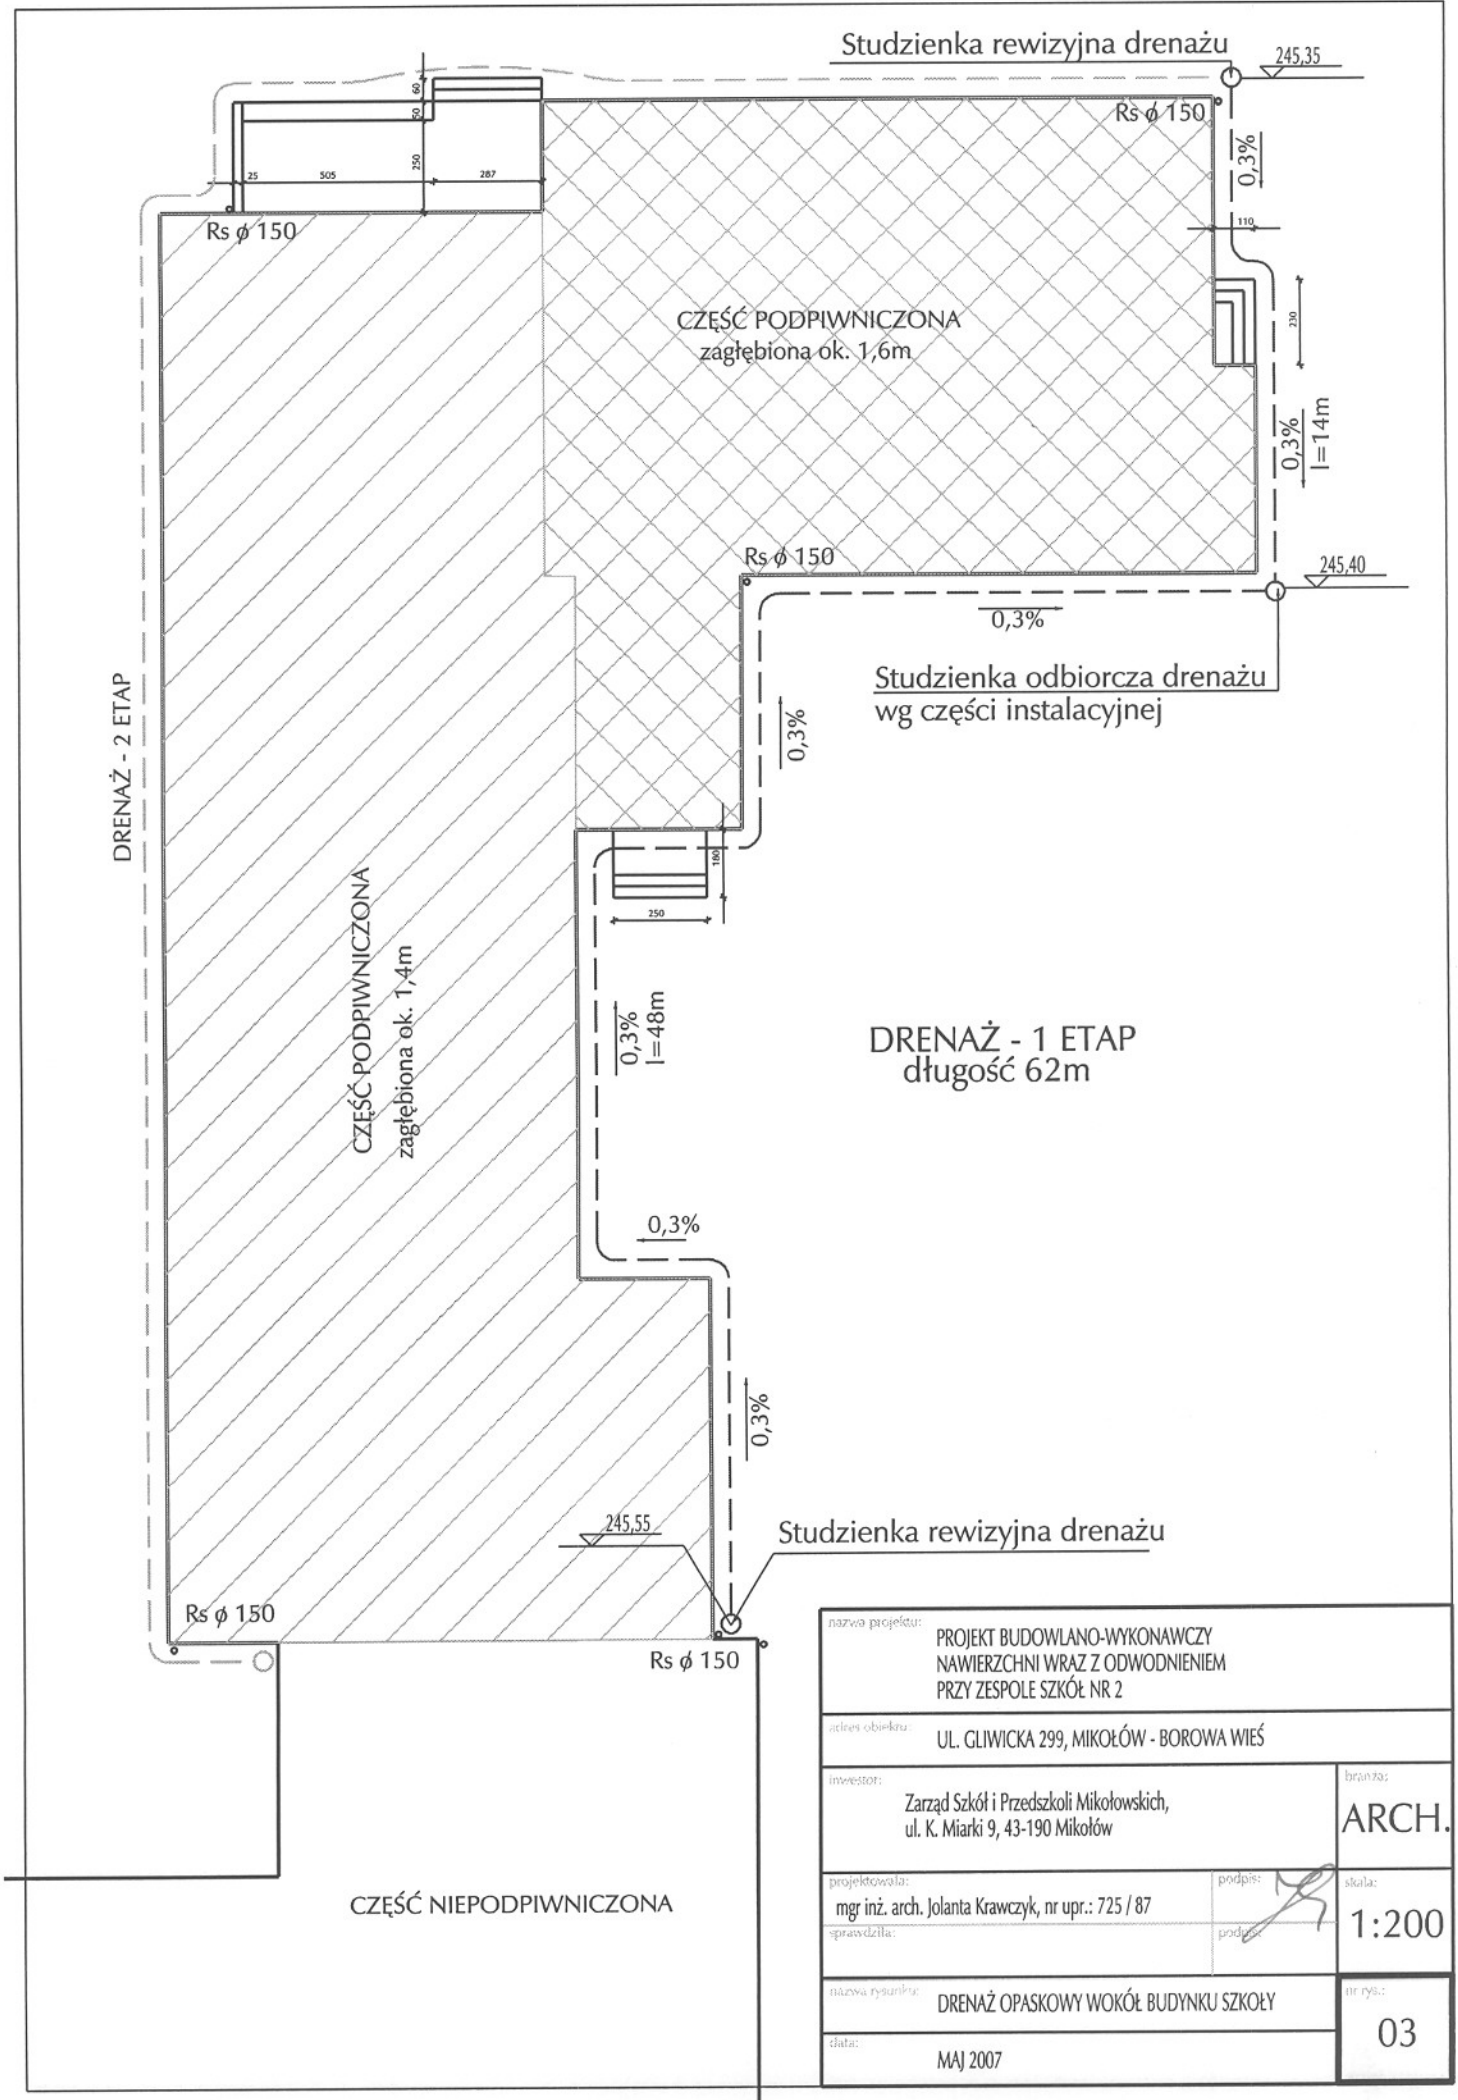 Studzienka rewizyjna drenażu
245,35
60
50
250
25
505
287
Rs ϕ 150
Rs ϕ 150
0,3%
110
230
CZĘŚĆ PODPIWNICZONA
zagłębiona ok. 1,6m
0,3%
l=14m
Rs ϕ 150
245,40
0,3%
Studzienka odbiorcza drenażu
wg części instalacyjnej
0,3%
DRENAŻ - 2 ETAP
180
250
CZĘŚĆ PODPIWNICZONA
zagłębiona ok. 1,4m
0,3%
l=48m
DRENAŻ - 1 ETAP
długość 62m
0,3%
0,3%
245,55
Studzienka rewizyjna drenażu
Rs ϕ 150
Rs ϕ 150
CZĘŚĆ NIEPODPIWNICZONA
nazwa projektu:
PROJEKT BUDOWLANO-WYKONAWCZY
NAWIERZCHNI WRAZ Z ODWODNIENIEM
PRZY ZESPOLE SZKÓŁ NR 2
adres obiektu:
UL. GLIWICKA 299, MIKOŁÓW - BOROWA WIEŚ
inwestor:
Zarząd Szkół i Przedszkoli Mikołowskich,
ul. K. Miarki 9, 43-190 Mikołów
branża:
ARCH.
projektowała:
mgr inż. arch. Jolanta Krawczyk, nr upr.: 725 / 87
podpis:
sprawdziła:
podpis:
skala:
1:200
nazwa rysunku:
DRENAŻ OPASKOWY WOKÓŁ BUDYNKU SZKOŁY
data:
MAJ 2007
nr rys.:
03